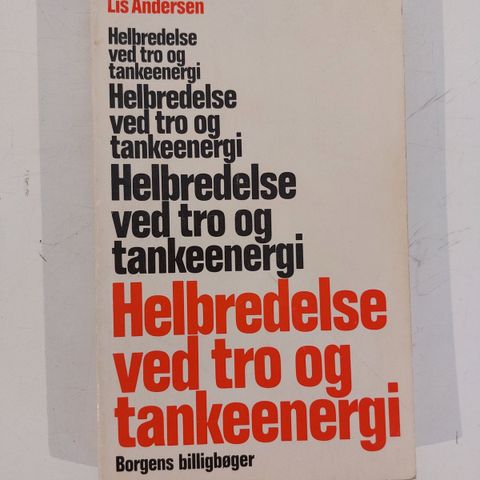 Lis Andersen
Helbredelse
ved tro og
tankeenergi
Helbredelse
ved tro og
tankeenergi
Helbredelse
ved tro og
tankeenergi
Helbredelse
ved tro og
tankeenergi
Borgens billigbøger